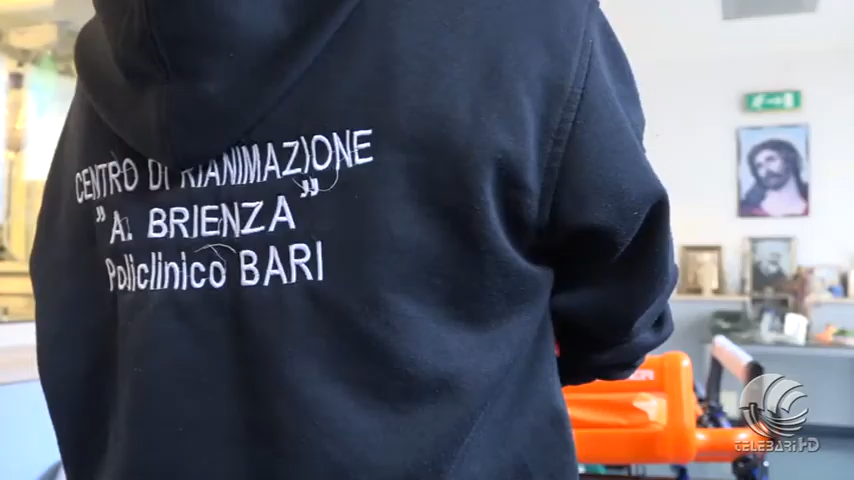 CENTRO DI RIANIMAZIONE
"A. BRIENZA"
Policlinico BARI
TELEBARI HD